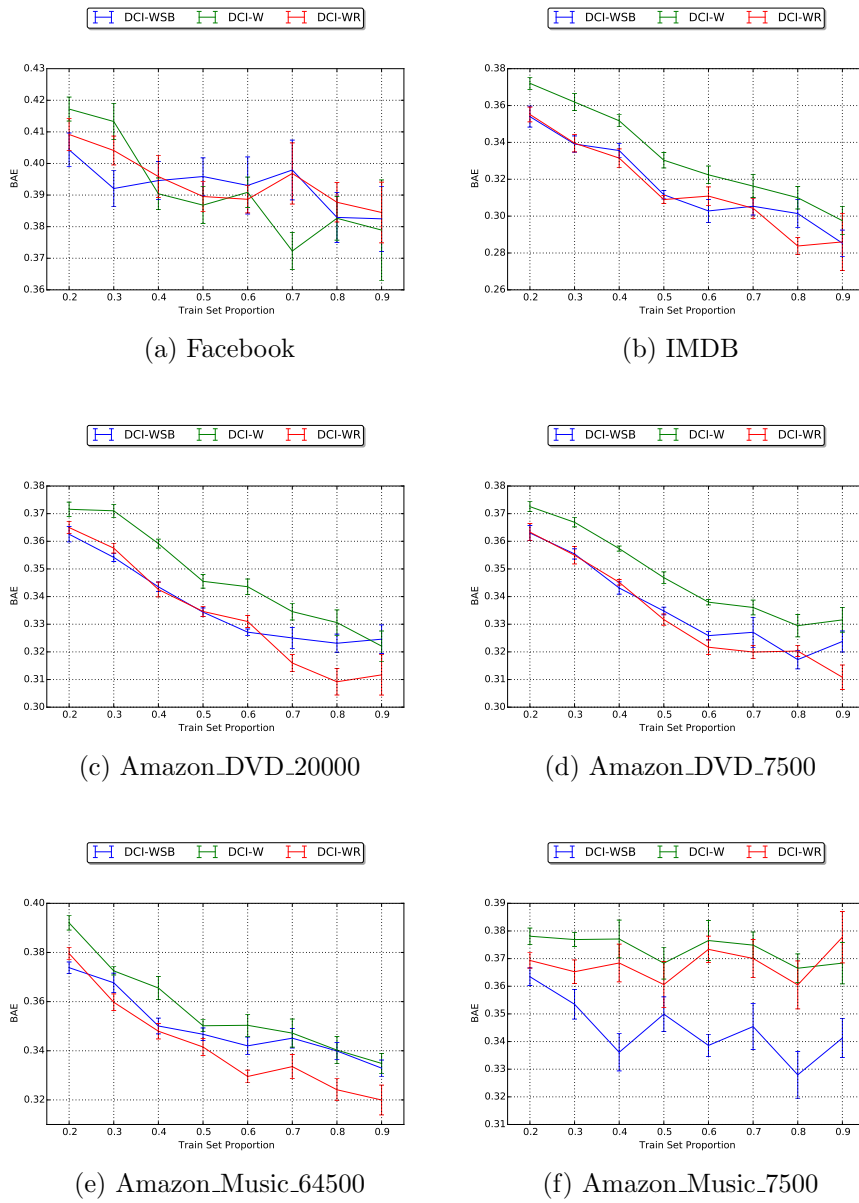 DCI-WSB DCI-W DCI-WR
DCI-WSB DCI-W DCI-WR
0.43
0.42
0.41
0.40
0.39
0.38
0.37
0.36
BAE
0.2 0.3 0.4 0.5 0.6 0.7 0.8 0.9
Train Set Proportion
(a) Facebook
0.38
0.36
0.34
0.32
0.30
0.28
0.26
BAE
0.2 0.3 0.4 0.5 0.6 0.7 0.8 0.9
Train Set Proportion
(b) IMDB
DCI-WSB DCI-W DCI-WR
DCI-WSB DCI-W DCI-WR
0.38
0.37
0.36
0.35
0.34
0.33
0.32
0.31
0.30
BAE
0.2 0.3 0.4 0.5 0.6 0.7 0.8 0.9
Train Set Proportion
(c) Amazon_DVD_20000
0.38
0.37
0.36
0.35
0.34
0.33
0.32
0.31
0.30
BAE
0.2 0.3 0.4 0.5 0.6 0.7 0.8 0.9
Train Set Proportion
(d) Amazon_DVD_7500
DCI-WSB DCI-W DCI-WR
DCI-WSB DCI-W DCI-WR
0.40
0.38
0.36
0.34
0.32
BAE
0.2 0.3 0.4 0.5 0.6 0.7 0.8 0.9
Train Set Proportion
(e) Amazon_Music_64500
0.39
0.38
0.37
0.36
0.35
0.34
0.33
0.32
0.31
BAE
0.2 0.3 0.4 0.5 0.6 0.7 0.8 0.9
Train Set Proportion
(f) Amazon_Music_7500